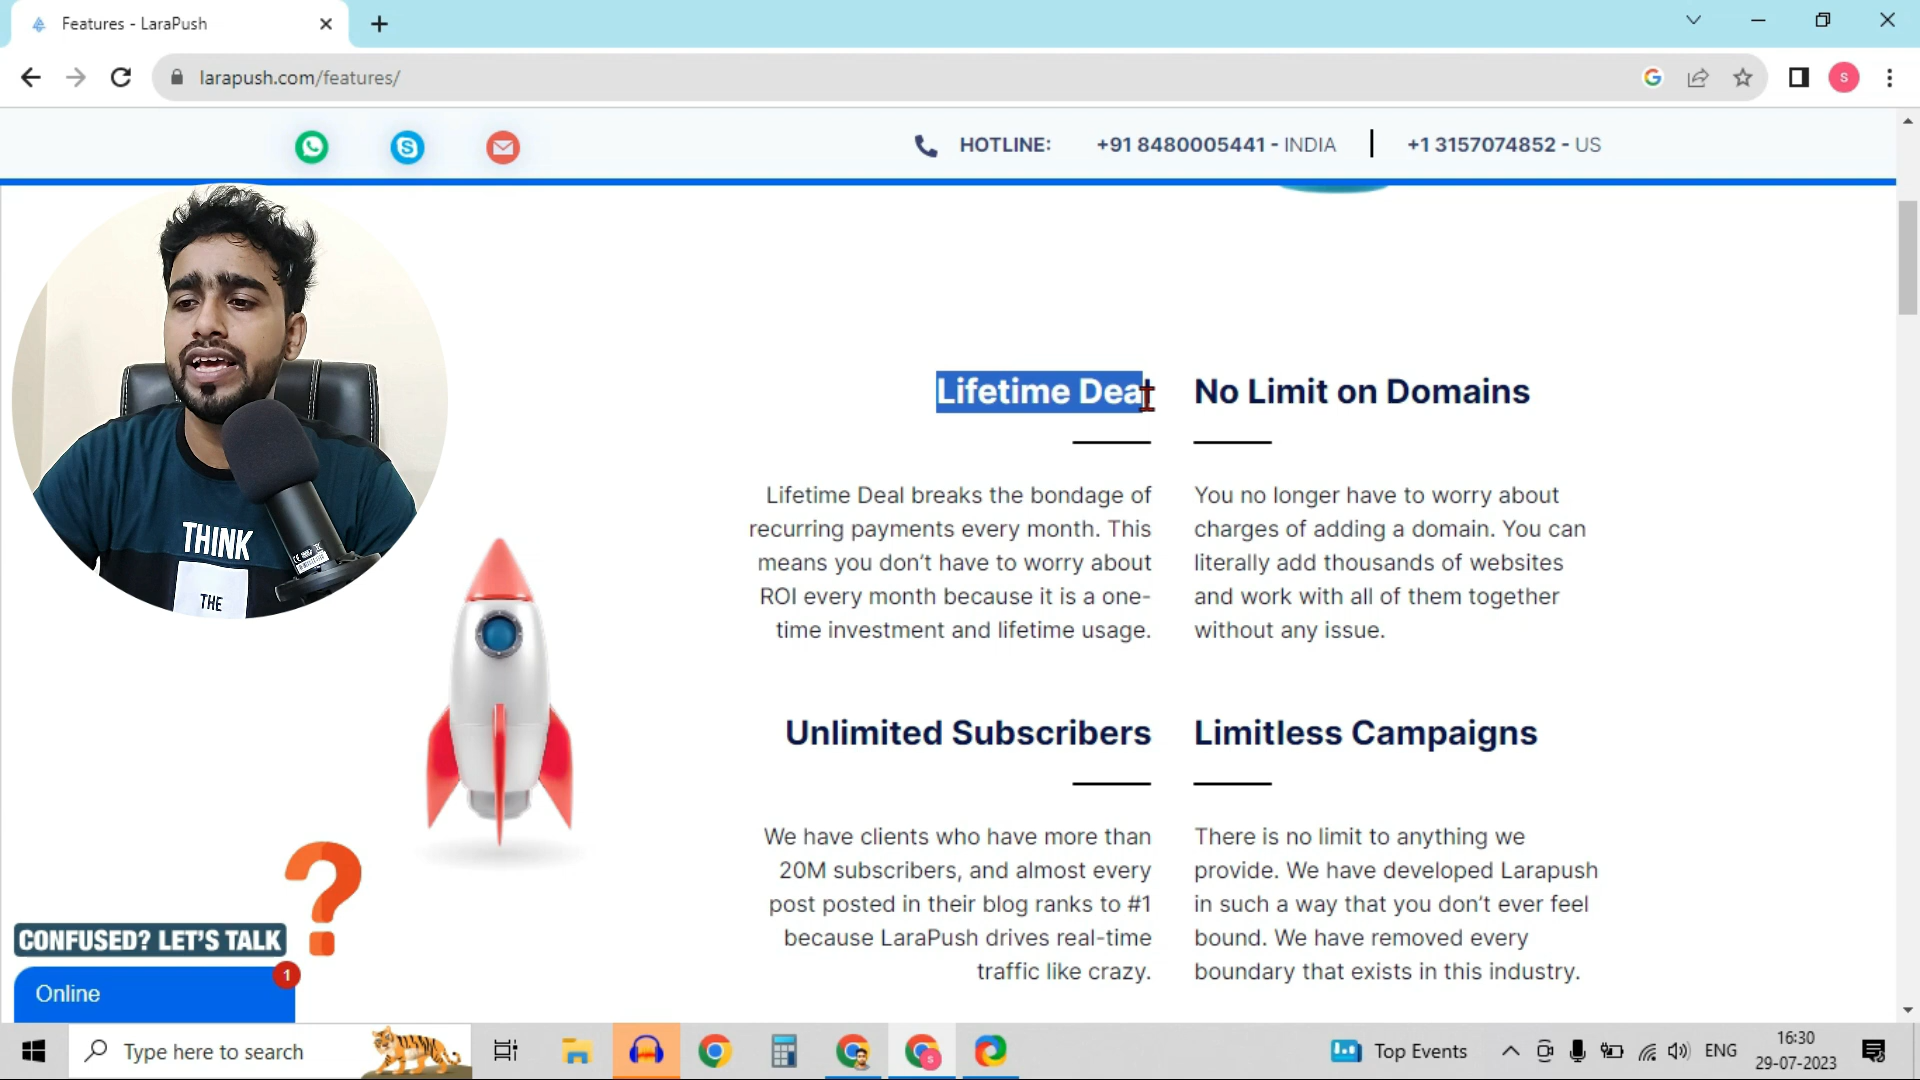 Features - LaraPush
larapush.com/features/
S
HOTLINE: +91 8480005441 - INDIA +1 3157074852 - US
Lifetime Deal
Lifetime Deal breaks the bondage of
recurring payments every month. This
means you don't have to worry about
ROI every month because it is a one-
time investment and lifetime usage.
No Limit on Domains
You no longer have to worry about
charges of adding a domain. You can
literally add thousands of websites
and work with all of them together
without any issue.
THINK
THE
Unlimited Subscribers
We have clients who have more than
20M subscribers, and almost every
post posted in their blog ranks to #1
because LaraPush drives real-time
traffic like crazy.
Limitless Campaigns
There is no limit to anything we
provide. We have developed Larapush
in such a way that you don't ever feel
bound. We have removed every
boundary that exists in this industry.
?
CONFUSED? LET'S TALK
1
Online
Type here to search
Top Events
ENG
16:30
29-07-2023